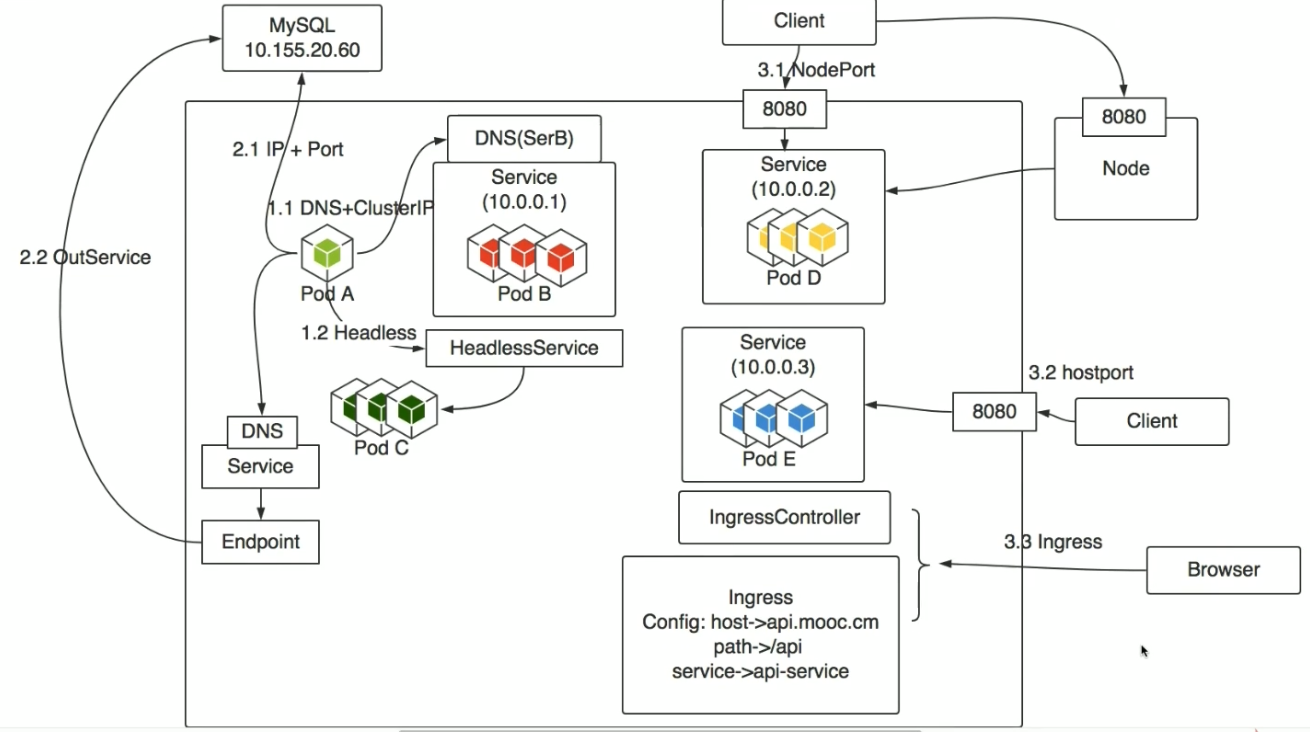 MySQL
10.155.20.60
Client
3.1 NodePort
8080
8080
Node
2.1 IP + Port
DNS(SerB)
Service
(10.0.0.1)
Pod B
1.1 DNS+ClusterIP
Pod A
2.2 OutService
1.2 Headless
HeadlessService
Pod C
DNS
Service
Endpoint
Service
(10.0.0.2)
Pod D
Service
(10.0.0.3)
Pod E
3.2 hostport
8080
Client
IngressController
3.3 Ingress
Browser
Ingress
Config: host->api.mooc.cm
path->/api
service->api-service